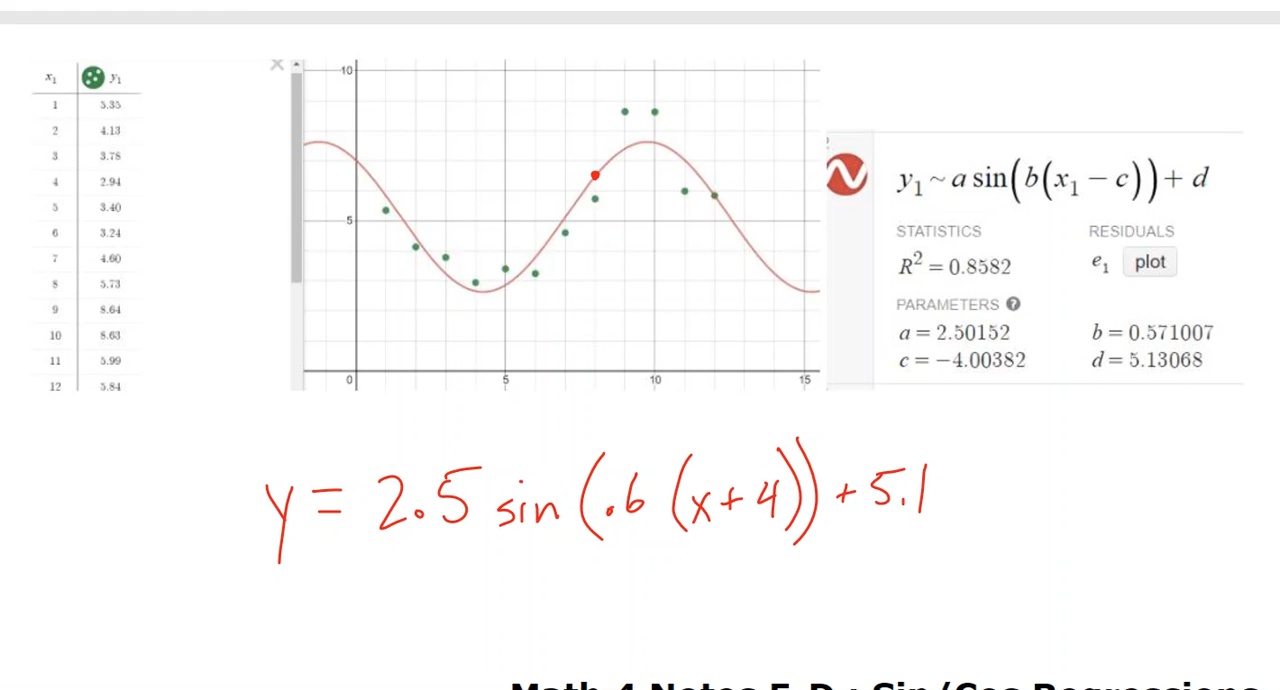 x₁ y₁
1 5.35
2 4.13
3 3.78
4 2.94
5 3.40
6 3.24
7 4.60
8 5.73
9 8.64
10 8.63
11 5.99
12 5.84
10
5
0 5 10 15
y₁ ~ a sin(b(x₁ − c)) + d
STATISTICS RESIDUALS
R² = 0.8582 e₁ plot
PARAMETERS ?
a = 2.50152 b = 0.571007
c = −4.00382 d = 5.13068
y = 2.5 sin(.6(x+4)) + 5.1